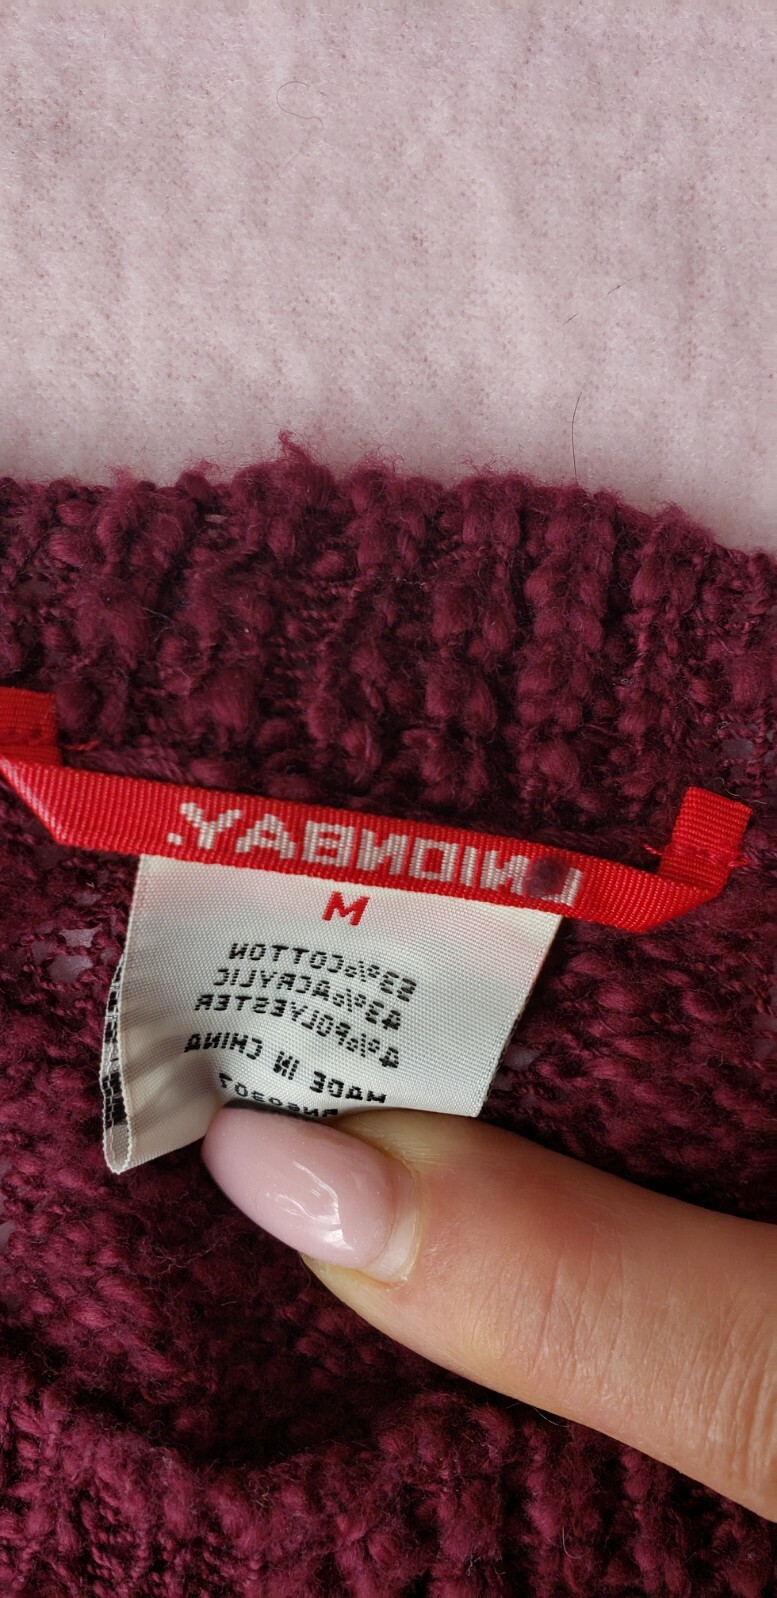 UNIONBAY.
M
53%COTTON
43%ACRYLIC
4%POLYESTER
MADE IN CHINA